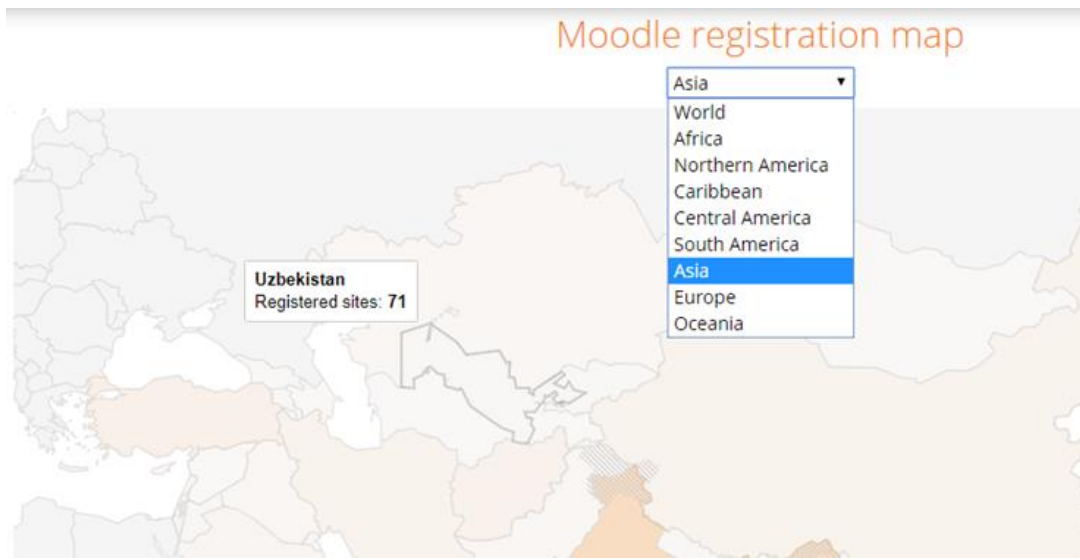 Moodle registration map
Asia
World
Africa
Northern America
Caribbean
Central America
South America
Asia
Europe
Oceania
Uzbekistan
Registered sites: 71